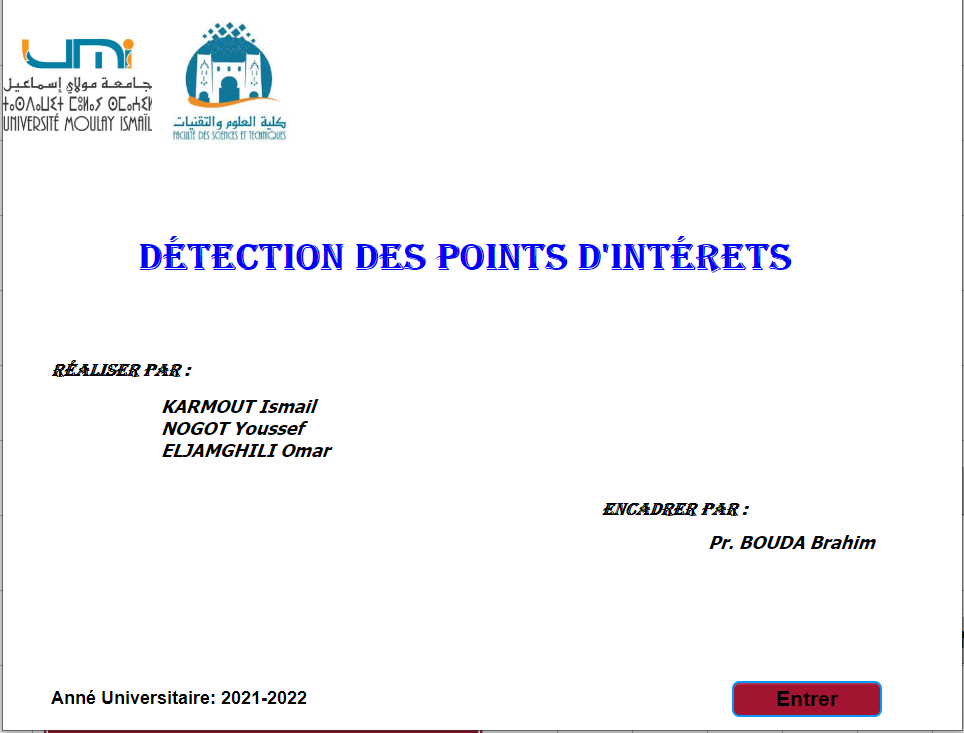 umi
جامعة مولاي إسماعيل
ⵜⴰⵙⴷⴰⵡⵉⵜ ⵎⵓⵍⴰⵢ ⵙⵎⴰⵄⵉⵍ
UNIVERSITÉ MOULAY ISMAÏL
كلية العلوم والتقنيات
FACULTÉ DES SCIENCES ET TECHNIQUES
DÉTECTION DES POINTS D'INTÉRETS
RÉALISER PAR :
KARMOUT Ismail
NOGOT Youssef
ELJAMGHILI Omar
ENCADRER PAR :
Pr. BOUDA Brahim
Anné Universitaire: 2021-2022
Entrer